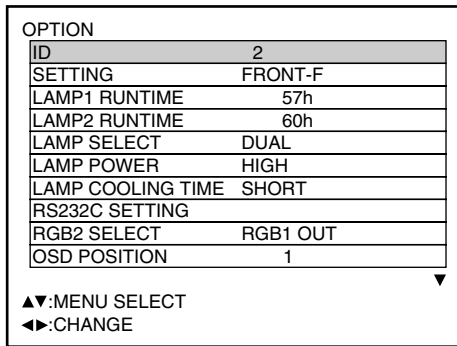 OPTION
ID 2
SETTING FRONT-F
LAMP1 RUNTIME 57h
LAMP2 RUNTIME 60h
LAMP SELECT DUAL
LAMP POWER HIGH
LAMP COOLING TIME SHORT
RS232C SETTING
RGB2 SELECT RGB1 OUT
OSD POSITION 1
▼
▲▼:MENU SELECT
◀▶:CHANGE